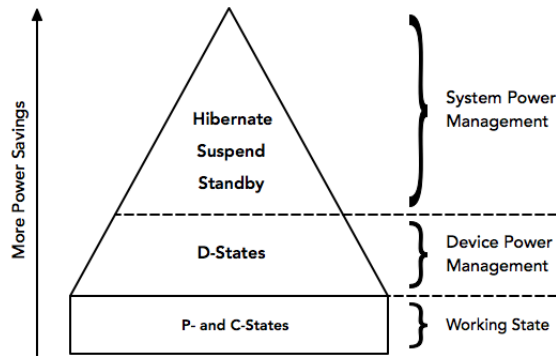 More Power Savings
Hibernate
Suspend
Standby
System Power
Management
D-States
Device Power
Management
P- and C-States
Working State